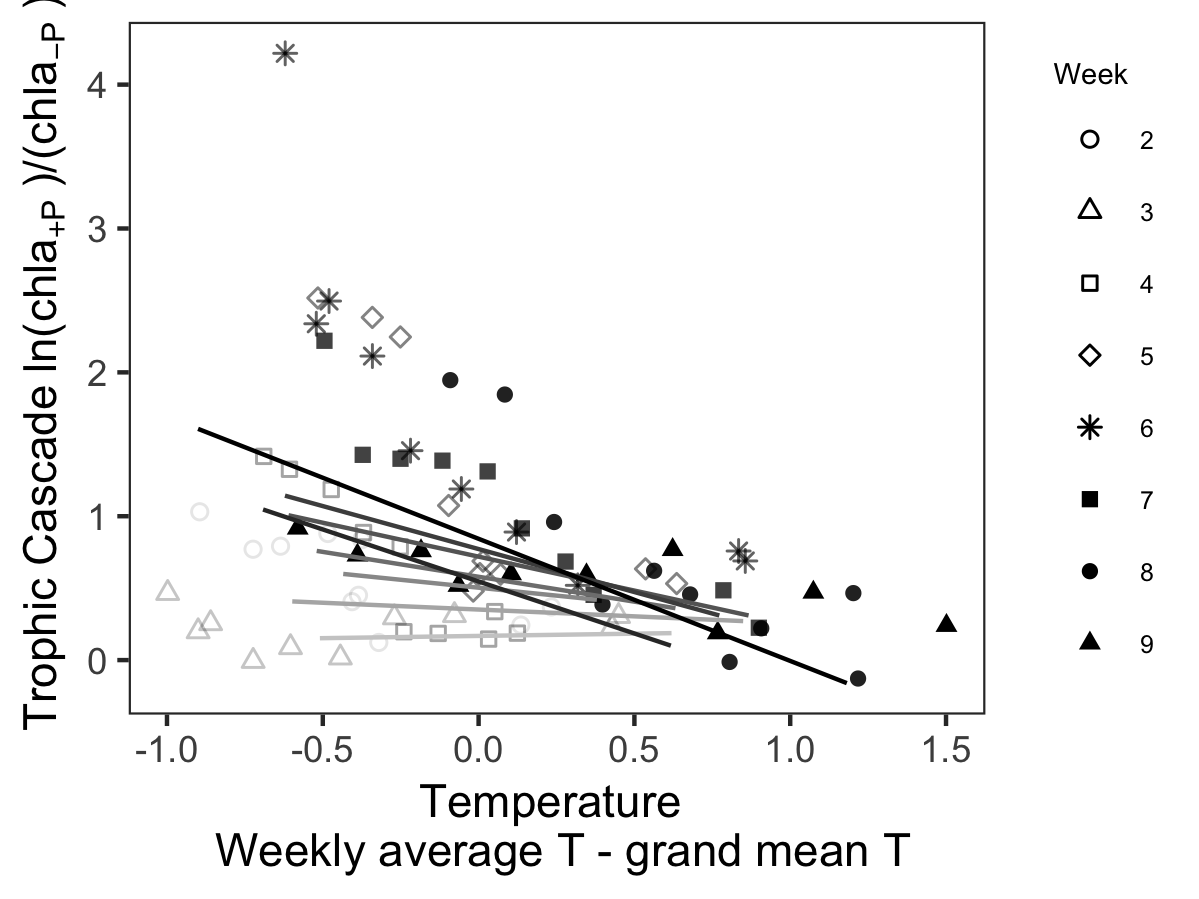 Trophic Cascade ln(chla+P )/(chla−P )
4
3
2
1
0
-1.0 -0.5 0.0 0.5 1.0 1.5
Temperature
Weekly average T - grand mean T
Week
2
3
4
5
6
7
8
9